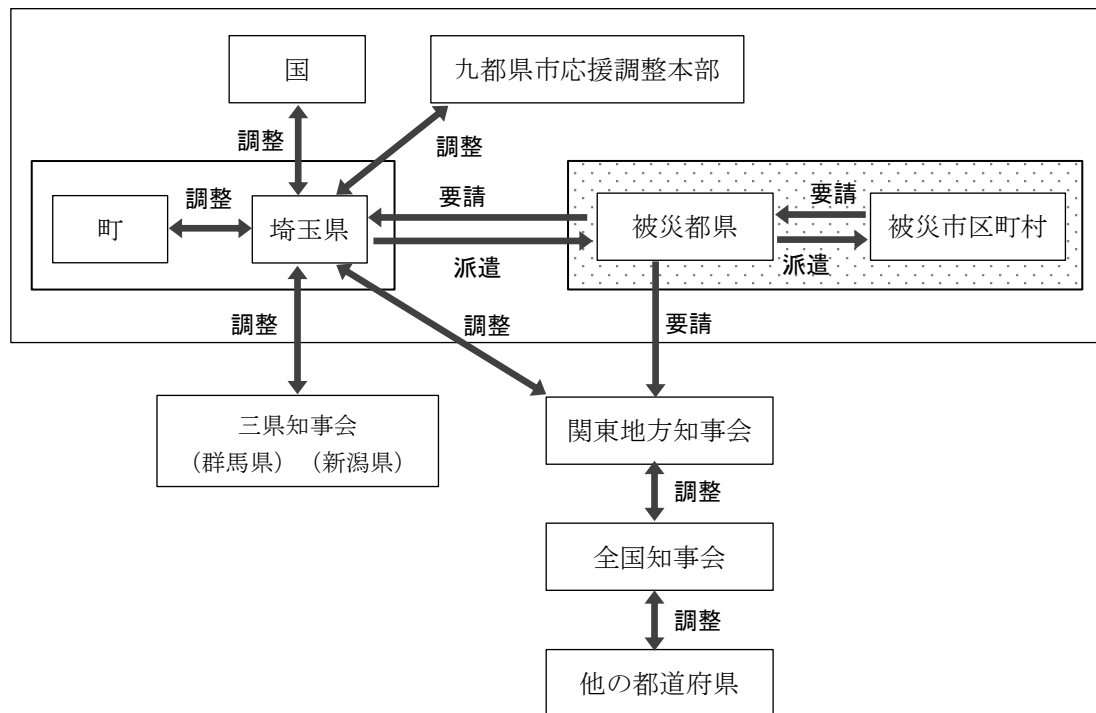 国
九都県市応援調整本部
調整
調整
町
調整
埼玉県
要請
派遣
被災都県
要請
派遣
被災市区町村
調整
調整
要請
三県知事会
（群馬県）（新潟県）
関東地方知事会
調整
全国知事会
調整
他の都道府県